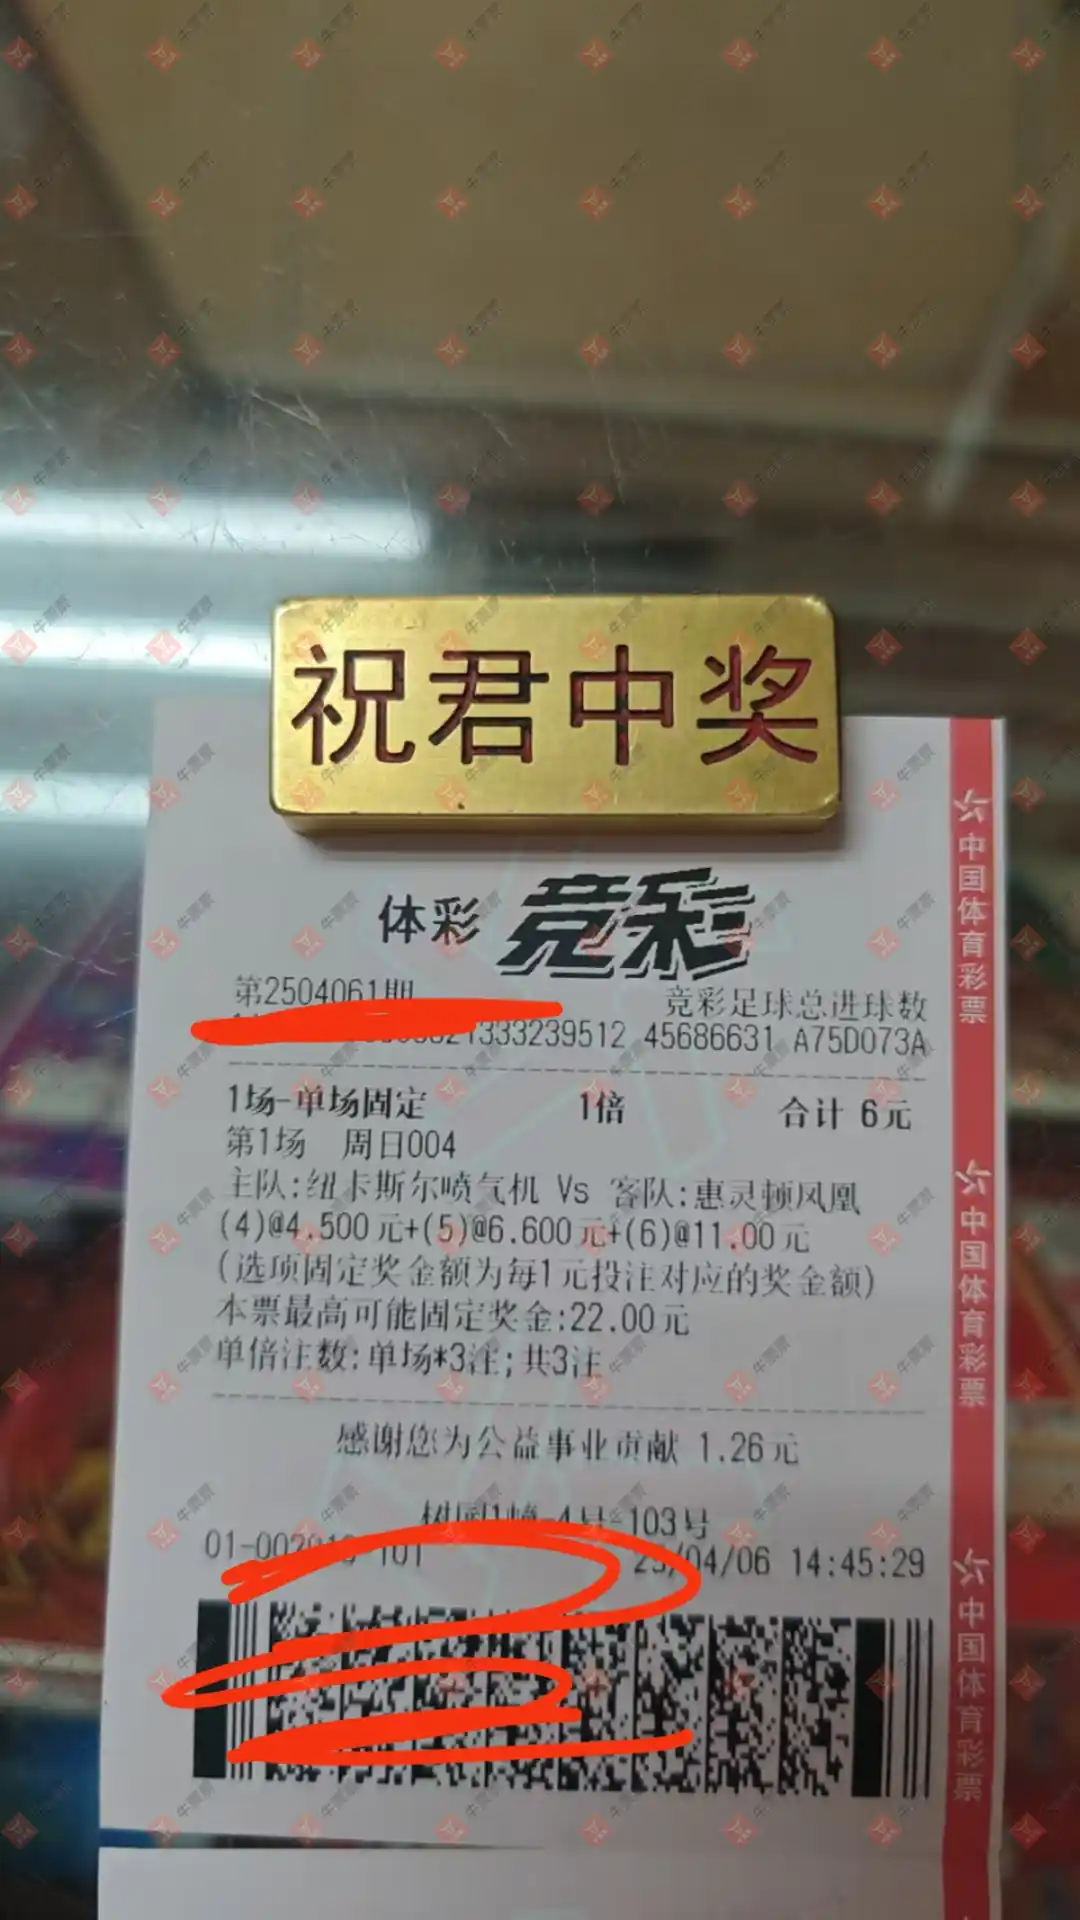 祝君中奖
体彩 竞彩
第2504061期 竞彩足球总进球数
1333239512 45686631 A75D073A
1场-单场固定 1倍 合计 6元
第1场 周日004
主队:纽卡斯尔喷气机 Vs 客队:惠灵顿凤凰
(4)@4.500元+(5)@6.600元+(6)@11.00元
(选项固定奖金额为每1元投注对应的奖金额)
本票最高可能固定奖金:22.00元
单倍注数:单场*3注;共3注
感谢您为公益事业贡献 1.26元
103号
/04/06 14:45:29
中国体育彩票
中国体育彩票
中国体育彩票
牛票票